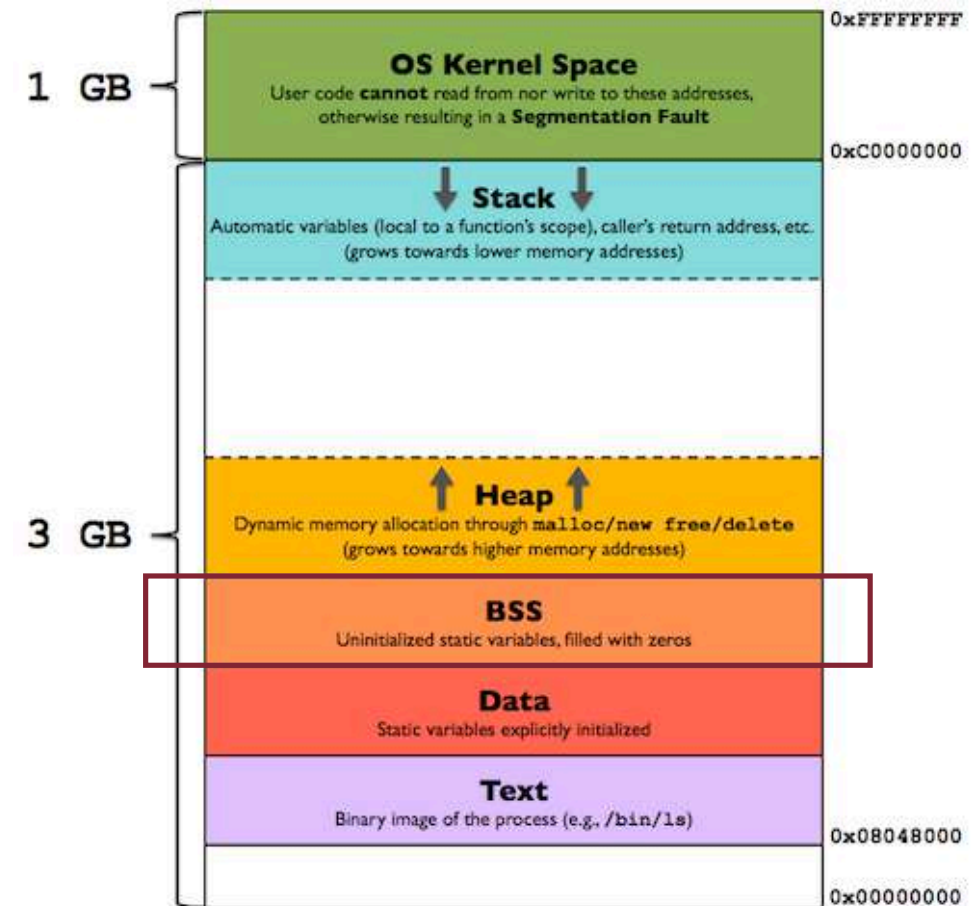 0xFFFFFFFF
1 GB
OS Kernel Space
User code cannot read from nor write to these addresses,
otherwise resulting in a Segmentation Fault
0xC0000000
Stack
Automatic variables (local to a function's scope), caller's return address, etc.
(grows towards lower memory addresses)
Heap
Dynamic memory allocation through malloc/new free/delete
(grows towards higher memory addresses)
3 GB
BSS
Uninitialized static variables, filled with zeros
Data
Static variables explicitly initialized
Text
Binary image of the process (e.g., /bin/ls)
0x08048000
0x00000000